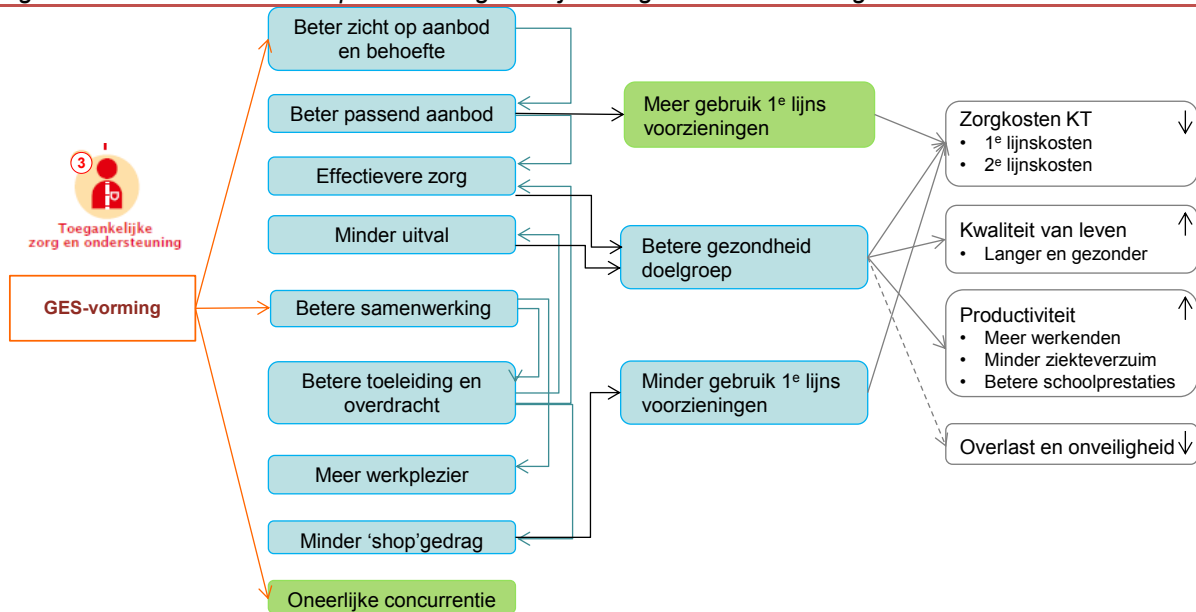 Beter zicht op aanbod
en behoefte
Beter passend aanbod
Effectievere zorg
Minder uitval
Betere samenwerking
Betere toeleiding en
overdracht
Meer werkplezier
Minder ‘shop’gedrag
Oneerlijke concurrentie
3
Toegankelijke
zorg en ondersteuning
GES-vorming
Meer gebruik 1e lijns
voorzieningen
Betere gezondheid
doelgroep
Minder gebruik 1e lijns
voorzieningen
Zorgkosten KT
• 1e lijnskosten
• 2e lijnskosten
Kwaliteit van leven
• Langer en gezonder
Productiviteit
• Meer werkenden
• Minder ziekteverzuim
• Betere schoolprestaties
Overlast en onveiligheid